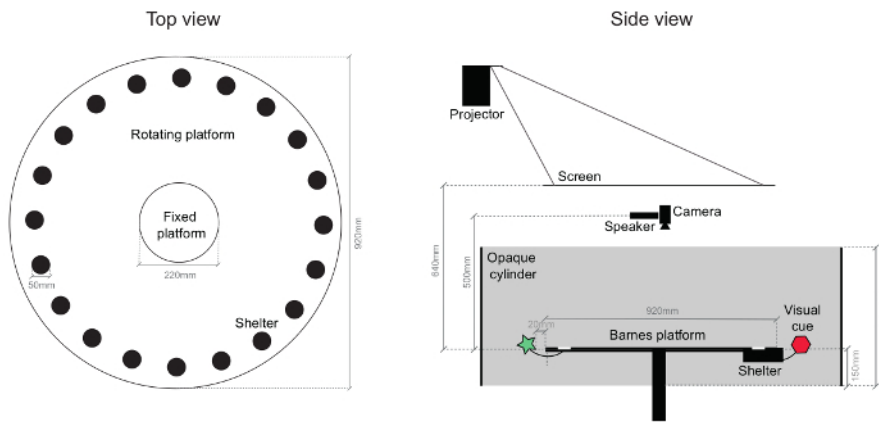 Top view
Side view
Rotating platform
Fixed
platform
220mm
50mm
Shelter
920mm
Projector
Screen
Camera
Speaker
640mm
500mm
Opaque
cylinder
920mm
20mm
Barnes platform
Visual
cue
Shelter
150mm